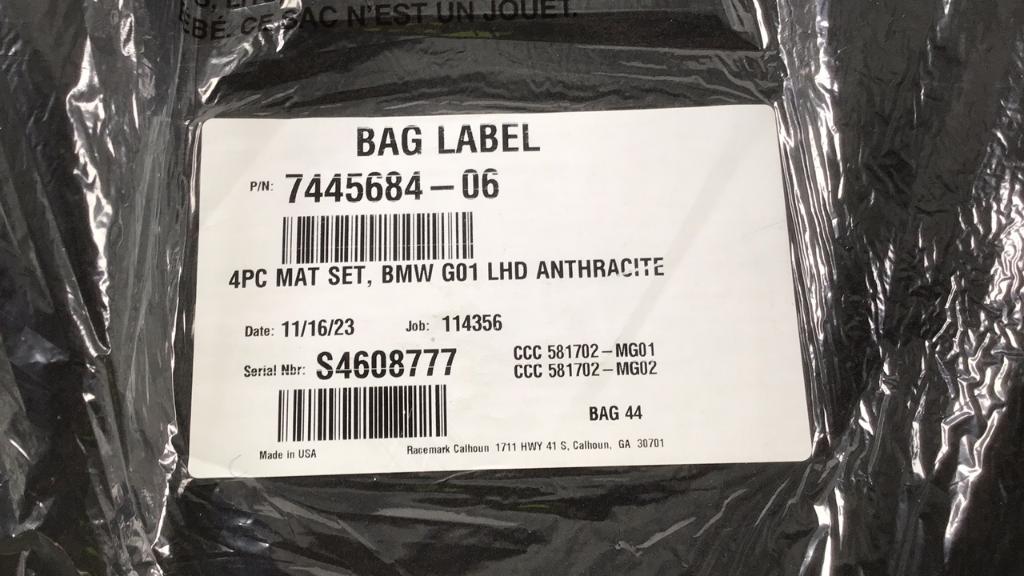 BÉBÉ. CE SAC N'EST UN JOUET.
BAG LABEL
P/N: 7445684-06
4PC MAT SET, BMW G01 LHD ANTHRACITE
Date: 11/16/23 Job: 114356
Serial Nbr: S4608777
CCC 581702-MG01
CCC 581702-MG02
BAG 44
Made in USA
Racemark Calhoun 1711 HWY 41 S, Calhoun, GA 30701